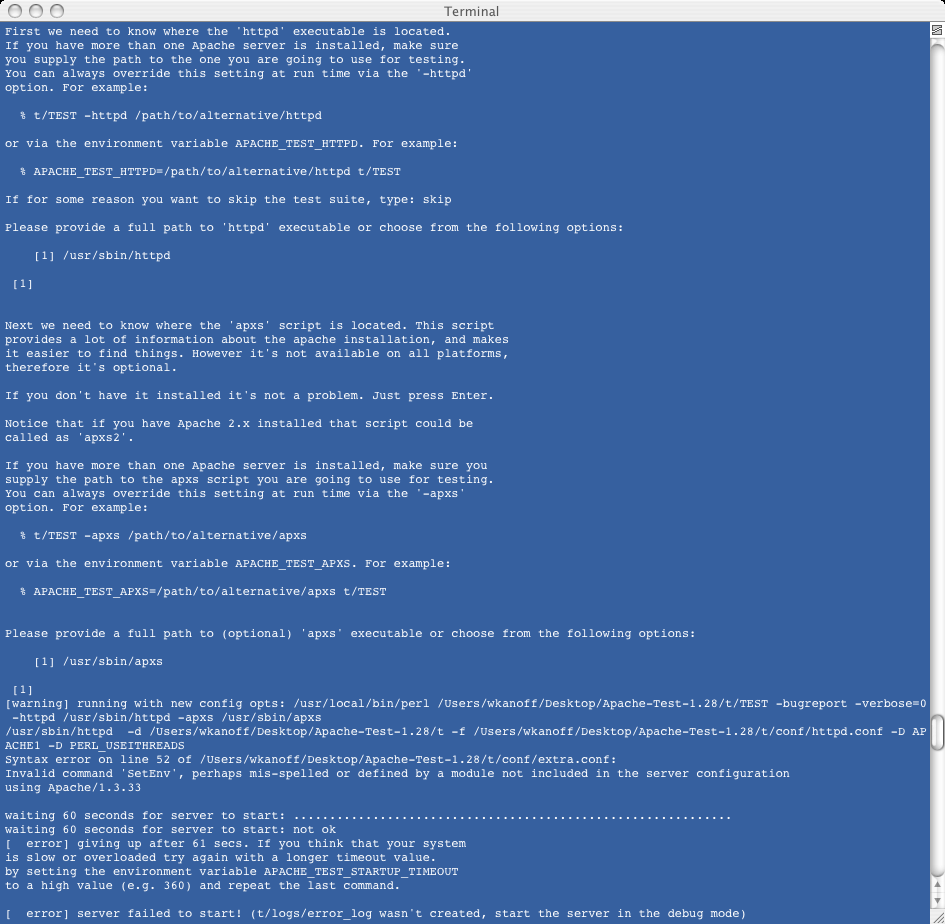 Terminal
First we need to know where the 'httpd' executable is located.
If you have more than one Apache server is installed, make sure
you supply the path to the one you are going to use for testing.
You can always override this setting at run time via the '-httpd'
option. For example:
% t/TEST -httpd /path/to/alternative/httpd
or via the environment variable APACHE_TEST_HTTPD. For example:
% APACHE_TEST_HTTPD=/path/to/alternative/httpd t/TEST
If for some reason you want to skip the test suite, type: skip
Please provide a full path to 'httpd' executable or choose from the following options:
[1] /usr/sbin/httpd
[1]
Next we need to know where the 'apxs' script is located. This script
provides a lot of information about the apache installation, and makes
it easier to find things. However it's not available on all platforms,
therefore it's optional.
If you don't have it installed it's not a problem. Just press Enter.
Notice that if you have Apache 2.x installed that script could be
called as 'apxs2'.
If you have more than one Apache server is installed, make sure you
supply the path to the apxs script you are going to use for testing.
You can always override this setting at run time via the '-apxs'
option. For example:
% t/TEST -apxs /path/to/alternative/apxs
or via the environment variable APACHE_TEST_APXS. For example:
% APACHE_TEST_APXS=/path/to/alternative/apxs t/TEST
Please provide a full path to (optional) 'apxs' executable or choose from the following options:
[1] /usr/sbin/apxs
[1]
[warning] running with new config opts: /usr/local/bin/perl /Users/wkanoff/Desktop/Apache-Test-1.28/t/TEST -bugreport -verbose=0
-httpd /usr/sbin/httpd -apxs /usr/sbin/apxs
/usr/sbin/httpd  -d /Users/wkanoff/Desktop/Apache-Test-1.28/t -f /Users/wkanoff/Desktop/Apache-Test-1.28/t/conf/httpd.conf -D AP
ACHE1 -D PERL_USEITHREADS
Syntax error on line 52 of /Users/wkanoff/Desktop/Apache-Test-1.28/t/conf/extra.conf:
Invalid command 'SetEnv', perhaps mis-spelled or defined by a module not included in the server configuration
using Apache/1.3.33
waiting 60 seconds for server to start: .............................................................
waiting 60 seconds for server to start: not ok
[  error] giving up after 61 secs. If you think that your system
is slow or overloaded try again with a longer timeout value.
by setting the environment variable APACHE_TEST_STARTUP_TIMEOUT
to a high value (e.g. 360) and repeat the last command.
[  error] server failed to start! (t/logs/error_log wasn't created, start the server in the debug mode)